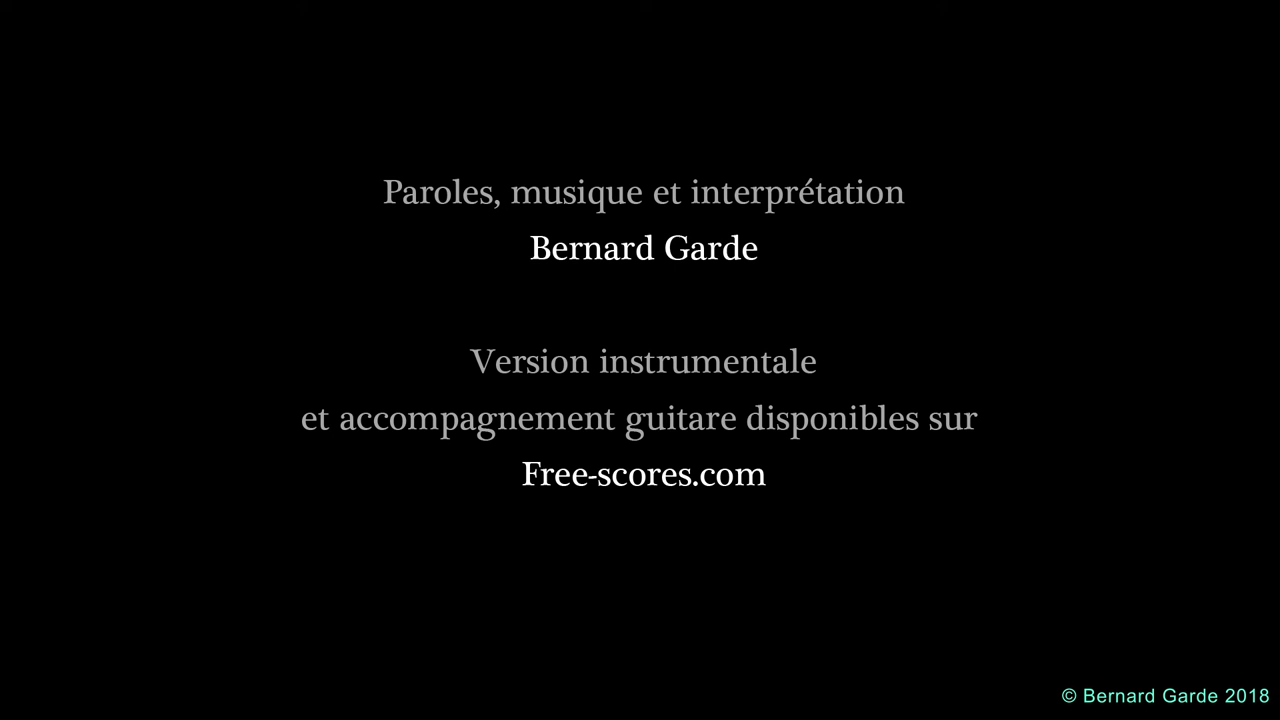 Paroles, musique et interprétation
Bernard Garde
Version instrumentale
et accompagnement guitare disponibles sur
Free-scores.com
© Bernard Garde 2018